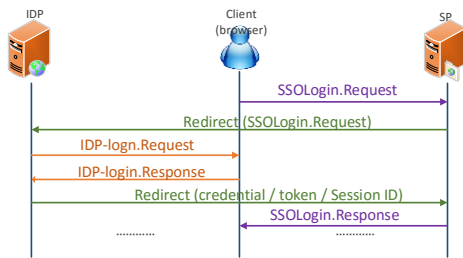 IDP
Client
(browser)
SP
SSOLogin.Request
Redirect (SSOLogin.Request)
IDP-logn.Request
IDP-login.Response
Redirect (credential / token / Session ID)
SSOLogin.Response
............ ............